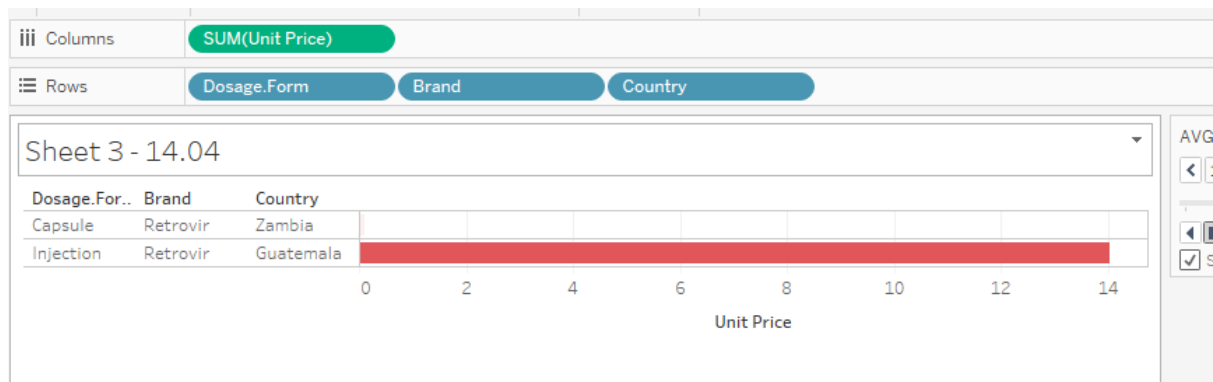 Columns SUM(Unit Price)
Rows Dosage.Form Brand Country
Sheet 3 - 14.04
AVG
Dosage.For.. Brand Country
Capsule Retrovir Zambia
Injection Retrovir Guatemala
0 2 4 6 8 10 12 14
Unit Price